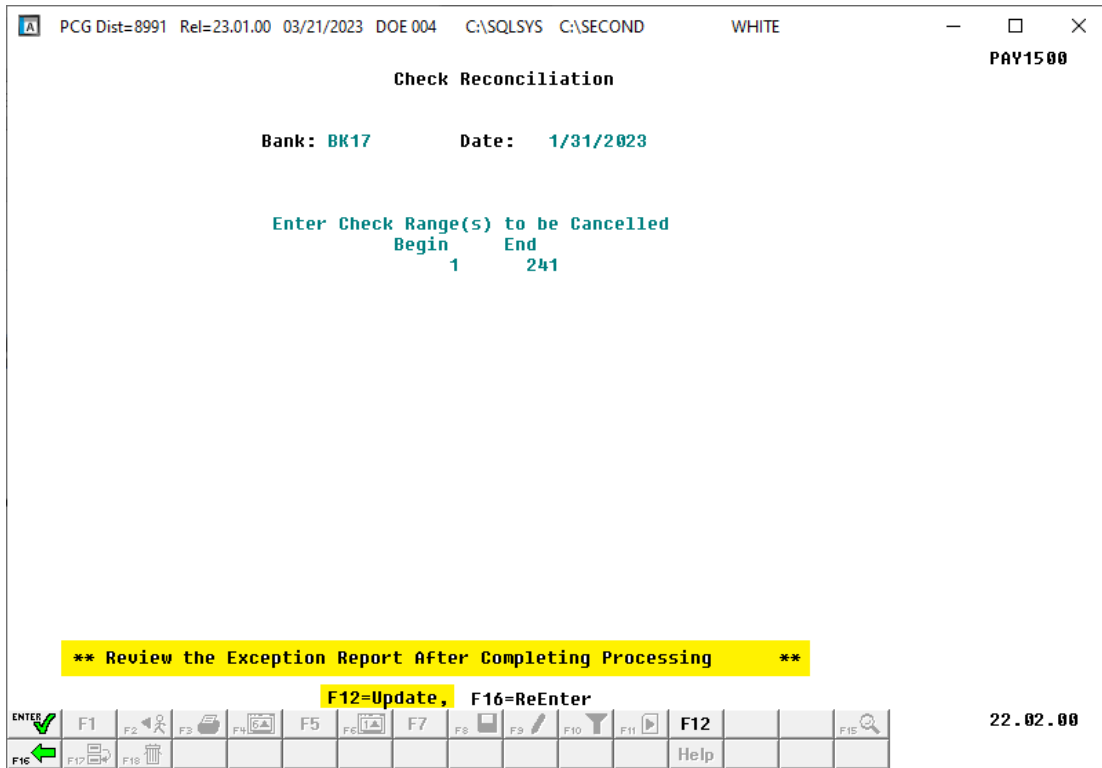 PCG Dist=8991 Rel=23.01.00 03/21/2023 DOE 004 C:\SQLSYS C:\SECOND WHITE
PAY1500
Check Reconciliation
Bank: BK17 Date: 1/31/2023
Enter Check Range(s) to be Cancelled
Begin End
1 241
** Review the Exception Report After Completing Processing **
F12=Update, F16=ReEnter
ENTER F1 F2 F3 F4 6 F5 F6 1 F7 F8 F9 F10 F11 F12 F15 22.02.00
F16 F17 F18 Help